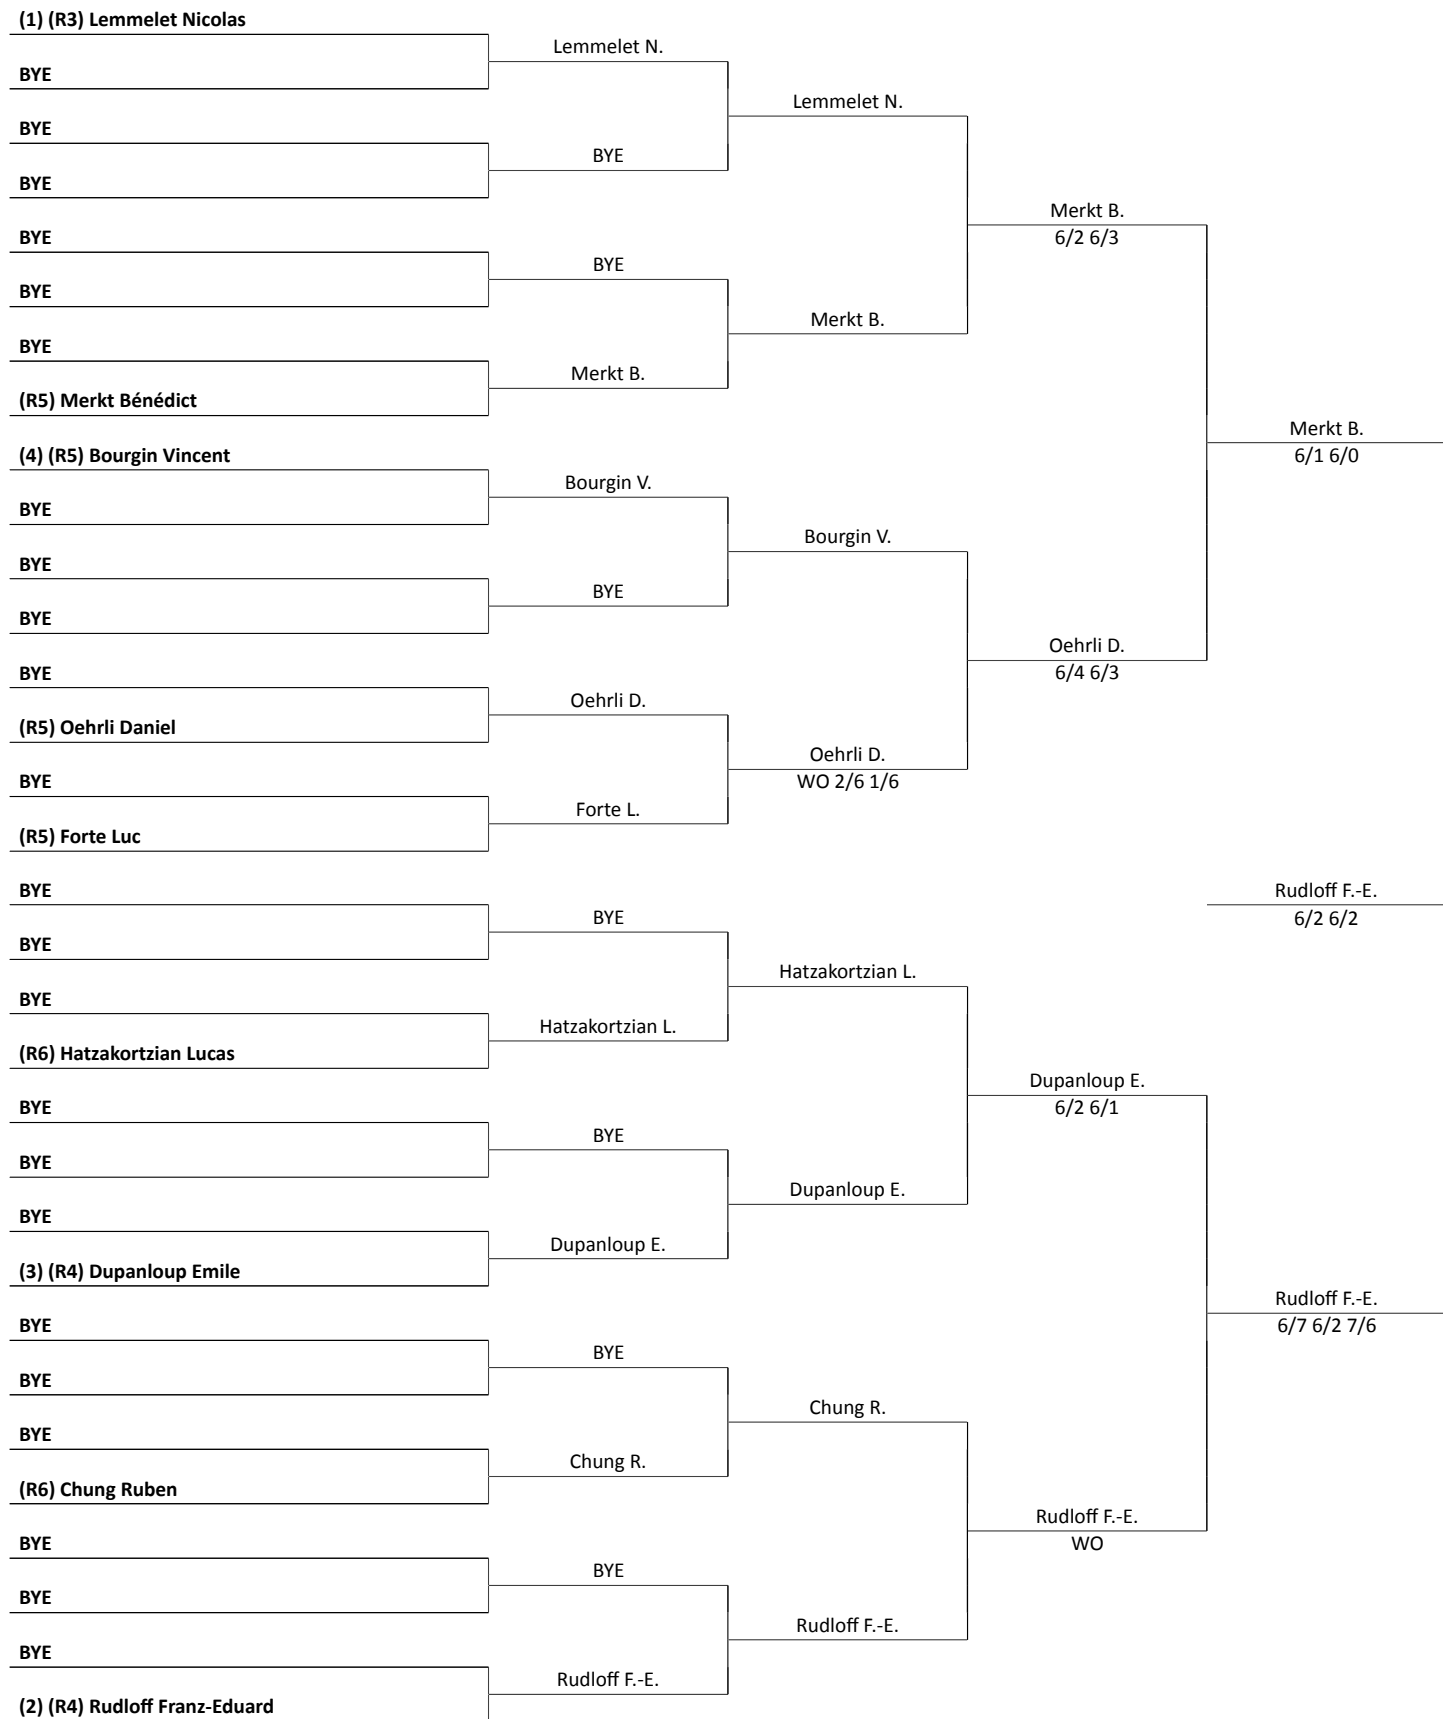 (1) (R3) Lemmelet Nicolas
Lemmelet N.
BYE
Lemmelet N.
BYE
BYE
BYE
Merkt B.
6/2 6/3
BYE
BYE
BYE
Merkt B.
BYE
Merkt B.
(R5) Merkt Bénédict
Merkt B.
6/1 6/0
(4) (R5) Bourgin Vincent
Bourgin V.
BYE
Bourgin V.
BYE
BYE
BYE
Oehrli D.
6/4 6/3
BYE
Oehrli D.
(R5) Oehrli Daniel
Oehrli D.
WO 2/6 1/6
BYE
Forte L.
(R5) Forte Luc
BYE
Rudloff F.-E.
6/2 6/2
BYE
BYE
Hatzakortzian L.
BYE
Hatzakortzian L.
(R6) Hatzakortzian Lucas
Dupanloup E.
6/2 6/1
BYE
BYE
BYE
Dupanloup E.
BYE
Dupanloup E.
(3) (R4) Dupanloup Emile
Rudloff F.-E.
6/7 6/2 7/6
BYE
BYE
BYE
Chung R.
BYE
Chung R.
(R6) Chung Ruben
Rudloff F.-E.
WO
BYE
BYE
BYE
Rudloff F.-E.
BYE
Rudloff F.-E.
(2) (R4) Rudloff Franz-Eduard